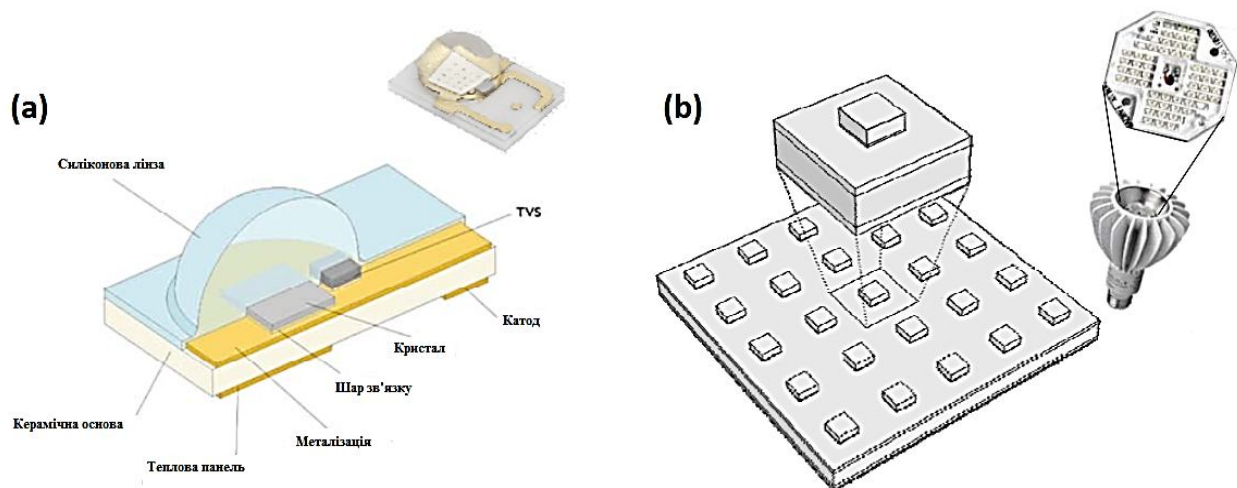 (a)
Силіконова лінза
TVS
Катод
Кристал
Шар зв'язку
Керамічна основа
Металізація
Теплова панель
(b)